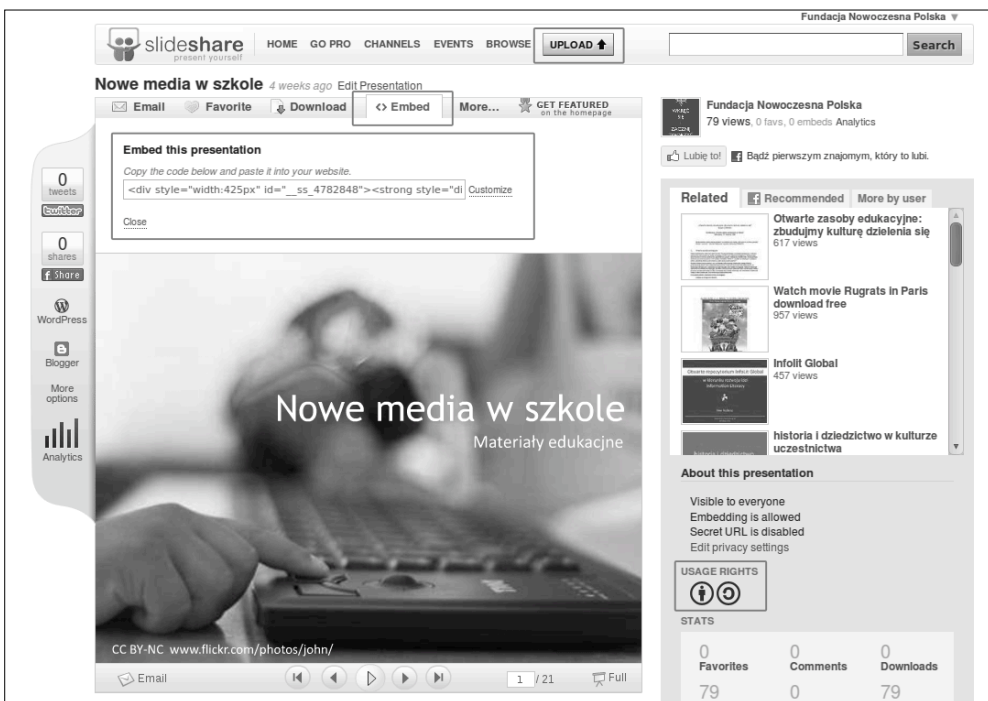 Fundacja Nowoczesna Polska
slideshare
present yourself
HOME GO PRO CHANNELS EVENTS BROWSE UPLOAD
Search
Nowe media w szkole 4 weeks ago Edit Presentation
Email Favorite Download <> Embed More... GET FEATURED
on the homepage
Embed this presentation
Copy the code below and paste it into your website.
<div style="width:425px" id="__ss_4782848"><strong style="di Customize
Close
0
tweets
twitter
0
shares
f Share
WordPress
Blogger
More
options
Analytics
Nowe media w szkole
Materiały edukacjne
CC BY-NC www.flickr.com/photos/john/
Email
1 / 21
Full
Fundacja Nowoczesna Polska
79 views, 0 favs, 0 embeds Analytics
Lubię to! Bądź pierwszym znajomym, który to lubi.
Related Recommended More by user
Otwarte zasoby edukacyjne:
zbudujmy kulturę dzielenia się
617 views
Watch movie Rugrats in Paris
download free
957 views
Infolit Global
457 views
historia i dziedzictwo w kulturze
uczestnictwa
About this presentation
Visible to everyone
Embedding is allowed
Secret URL is disabled
Edit privacy settings
USAGE RIGHTS
STATS
0 0 0
Favorites Comments Downloads
79 0 79